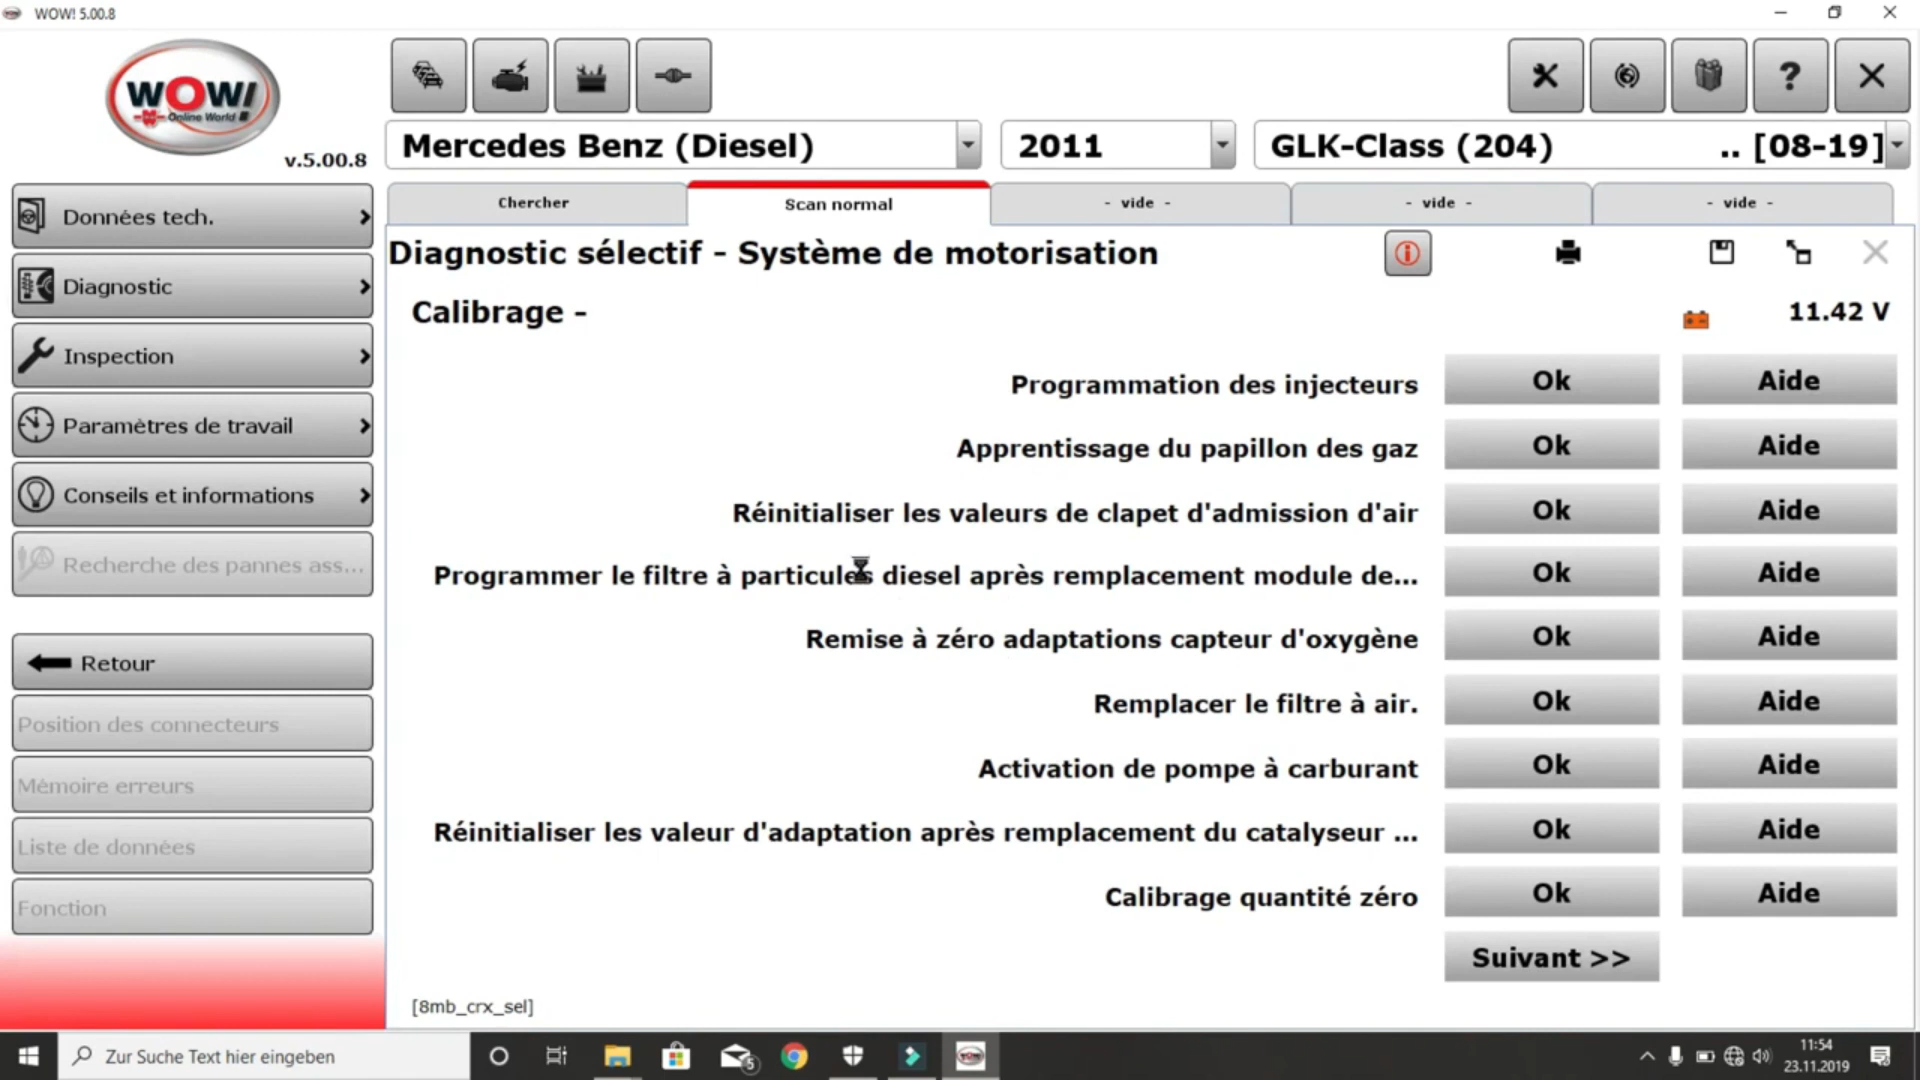 WOW! 5.00.8
WOW!
Online World
v.5.00.8
Mercedes Benz (Diesel)
2011
GLK-Class (204) .. [08-19]
Données tech.
Diagnostic
Inspection
Paramètres de travail
Conseils et informations
Recherche des pannes ass...
Retour
Position des connecteurs
Mémoire erreurs
Liste de données
Fonction
Chercher
Scan normal
- vide -
- vide -
- vide -
Diagnostic sélectif - Système de motorisation
Calibrage -
11.42 V
Programmation des injecteurs Ok Aide
Apprentissage du papillon des gaz Ok Aide
Réinitialiser les valeurs de clapet d'admission d'air Ok Aide
Programmer le filtre à particules diesel après remplacement module de... Ok Aide
Remise à zéro adaptations capteur d'oxygène Ok Aide
Remplacer le filtre à air. Ok Aide
Activation de pompe à carburant Ok Aide
Réinitialiser les valeur d'adaptation après remplacement du catalyseur ... Ok Aide
Calibrage quantité zéro Ok Aide
Suivant >>
[8mb_crx_sel]
Zur Suche Text hier eingeben
5
11:54
23.11.2019